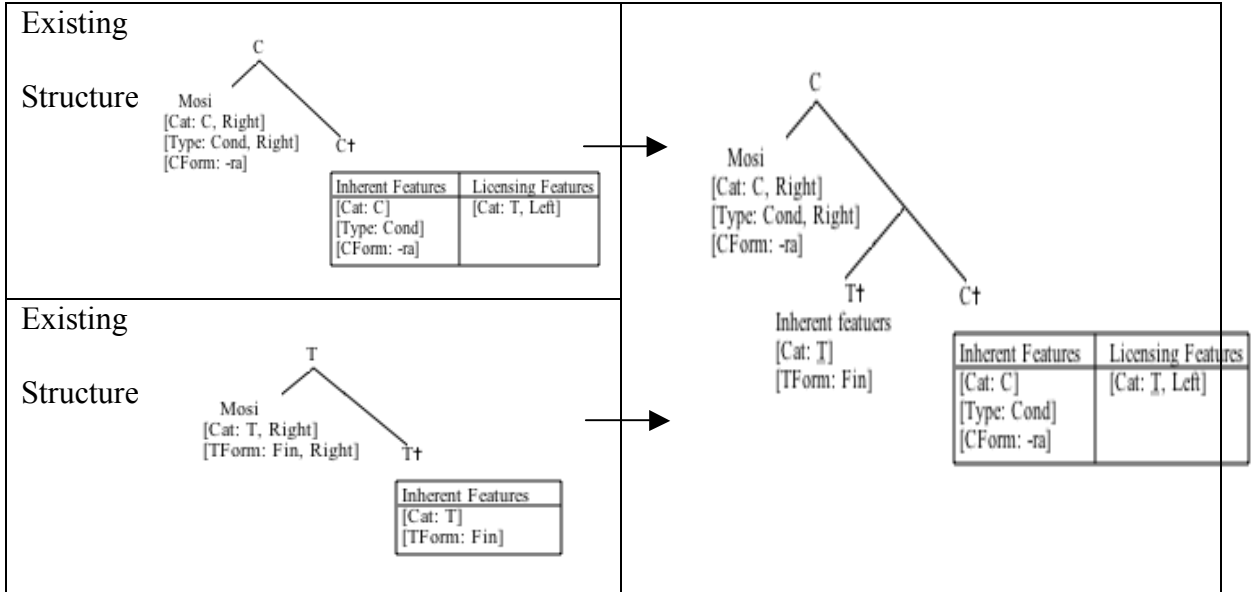 Existing
Structure
C
Mosi
[Cat: C, Right]
[Type: Cond, Right]
[CForm: -ra]
C†
Inherent Features Licensing Features
[Cat: C] [Cat: T, Left]
[Type: Cond]
[CForm: -ra]
Existing
Structure
T
Mosi
[Cat: T, Right]
[TForm: Fin, Right]
T†
Inherent Features
[Cat: T]
[TForm: Fin]
C
Mosi
[Cat: C, Right]
[Type: Cond, Right]
[CForm: -ra]
T†
Inherent featuers
[Cat: T]
[TForm: Fin]
C†
Inherent Features Licensing Features
[Cat: C] [Cat: T, Left]
[Type: Cond]
[CForm: -ra]